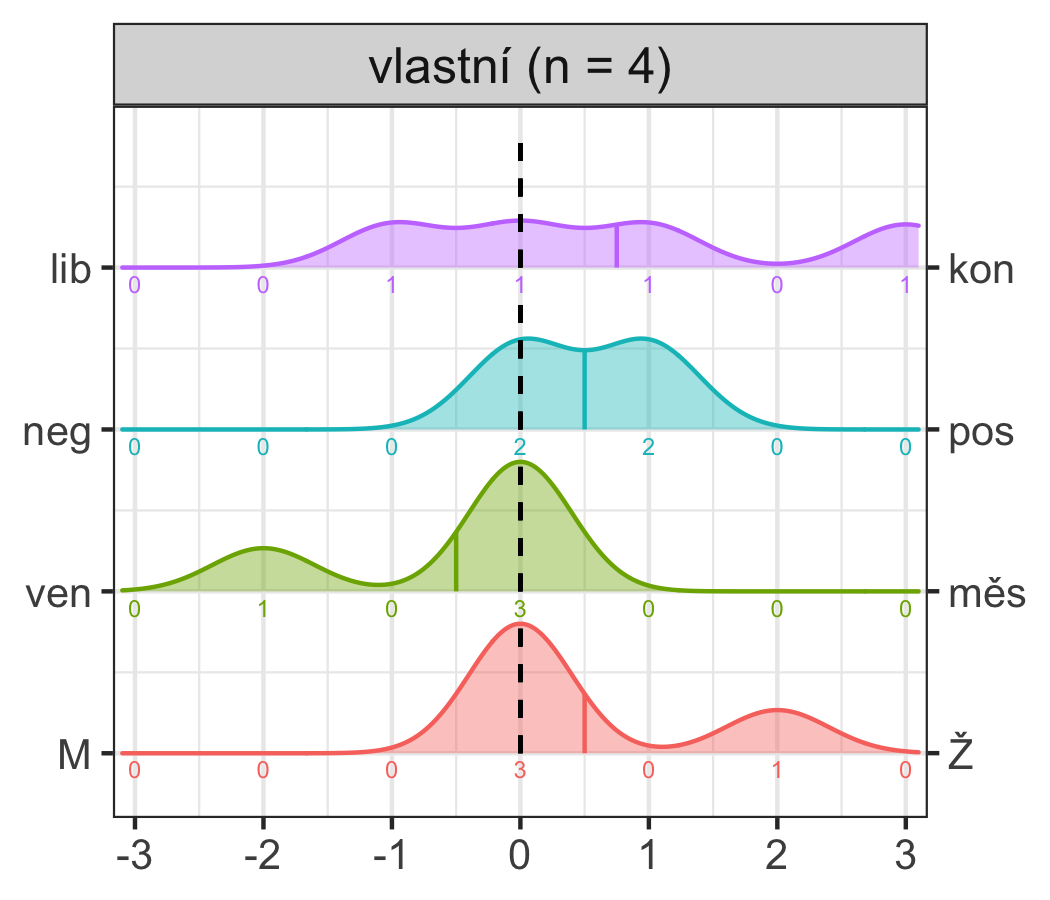 vlastní (n = 4)
lib kon
0 0 1 1 1 0 1
neg pos
0 0 0 2 2 0 0
ven měs
0 1 0 3 0 0 0
M Ž
0 0 0 3 0 1 0
-3 -2 -1 0 1 2 3